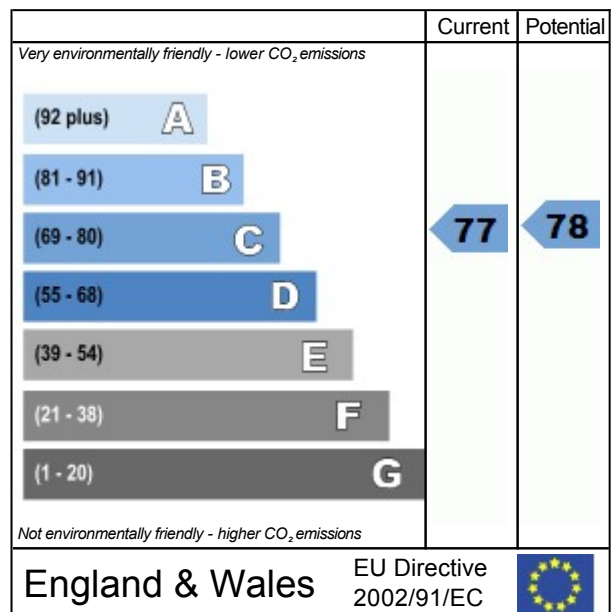 Current Potential
Very environmentally friendly - lower CO₂ emissions
(92 plus) A
(81 - 91) B
(69 - 80) C
77 78
(55 - 68) D
(39 - 54) E
(21 - 38) F
(1 - 20) G
Not environmentally friendly - higher CO₂ emissions
England & Wales
EU Directive
2002/91/EC